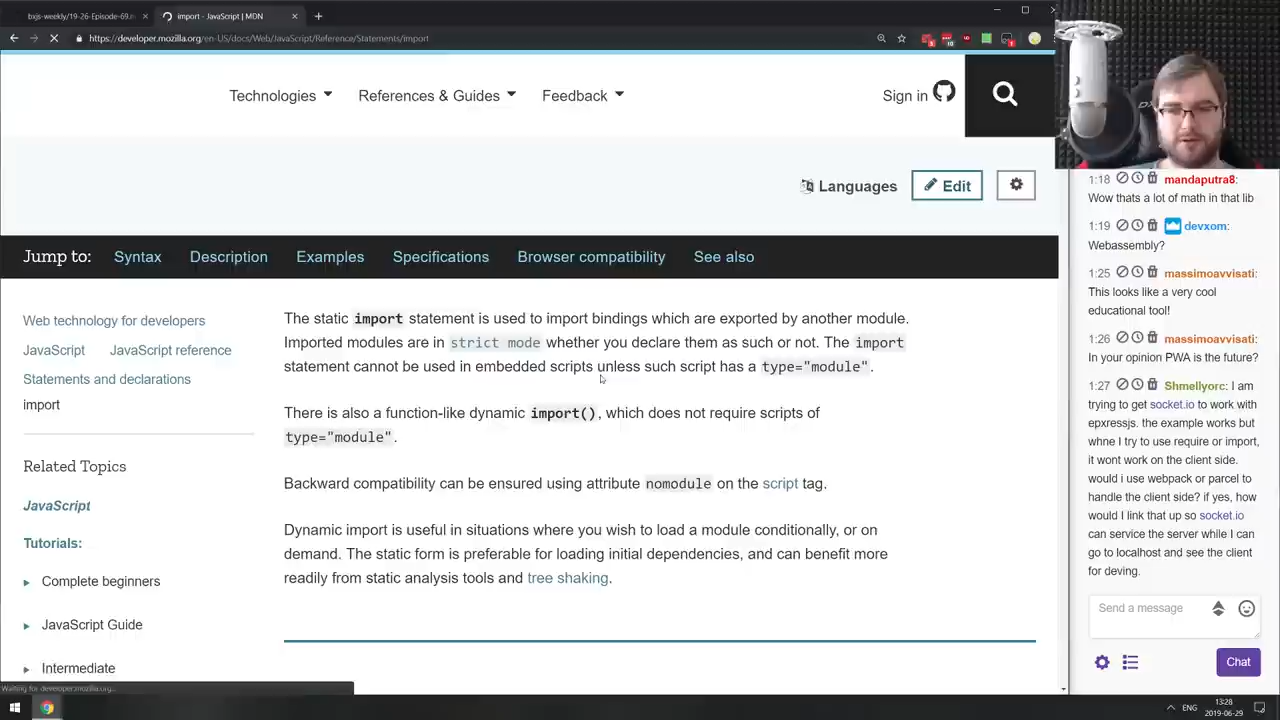 bxjs-weekly/19-26-Episode-69.
import - JavaScript | MDN
https://developer.mozilla.org/en-US/docs/Web/JavaScript/Reference/Statements/import
Technologies
References & Guides
Feedback
Sign in
Languages
Edit
Jump to:
Syntax
Description
Examples
Specifications
Browser compatibility
See also
Web technology for developers
JavaScript
JavaScript reference
Statements and declarations
import
Related Topics
JavaScript
Tutorials:
Complete beginners
JavaScript Guide
Intermediate
The static import statement is used to import bindings which are exported by another module.
Imported modules are in strict mode whether you declare them as such or not. The import
statement cannot be used in embedded scripts unless such script has a type="module".
There is also a function-like dynamic import(), which does not require scripts of
type="module".
Backward compatibility can be ensured using attribute nomodule on the script tag.
Dynamic import is useful in situations where you wish to load a module conditionally, or on
demand. The static form is preferable for loading initial dependencies, and can benefit more
readily from static analysis tools and tree shaking.
Waiting for developer.mozilla.org...
1:18 mandaputra8:
Wow thats a lot of math in that lib
1:19 devxom:
Webassembly?
1:25 massimoavvisati:
This looks like a very cool
educational tool!
1:26 massimoavvisati:
In your opinion PWA is the future?
1:27 Shmellyorc: I am
trying to get socket.io to work with
epxressjs. the example works but
whne I try to use require or import,
it wont work on the client side.
would i use webpack or parcel to
handle the client side? if yes, how
would I link that up so socket.io
can service the server while I can
go to localhost and see the client
for deving.
Send a message
Chat
ENG
13:28
2019-06-29